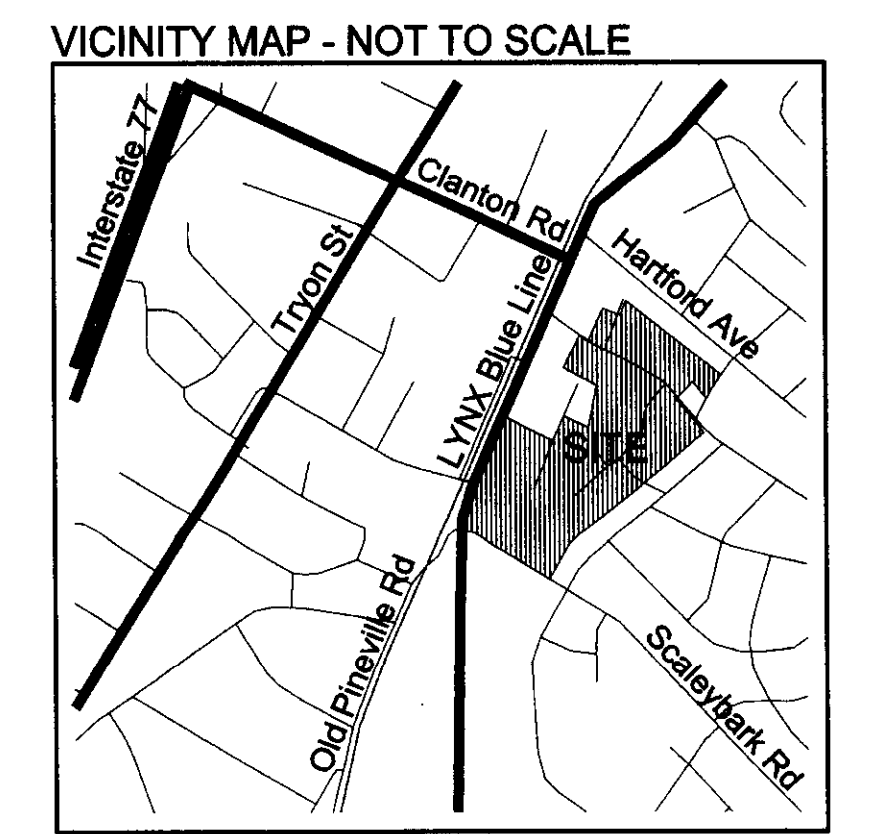 VICINITY MAP - NOT TO SCALE
Interstate 77
Clanton Rd
Tryon St
Hartford Ave
LYNX Blue Line
SITE
Old Pineville Rd
Scaleybark Rd